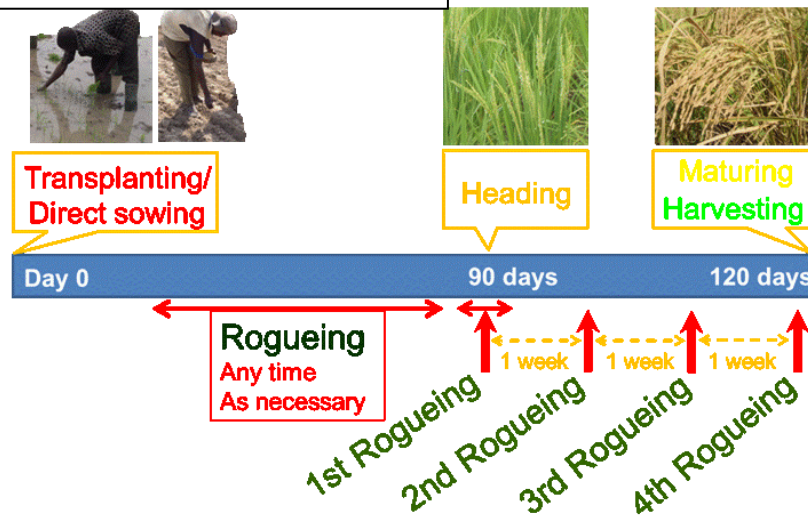 Transplanting/
Direct sowing
Heading
Maturing
Harvesting
Day 0
90 days
120 days
Rogueing
Any time
As necessary
1 week
1 week
1 week
1st Rogueing
2nd Rogueing
3rd Rogueing
4th Rogueing